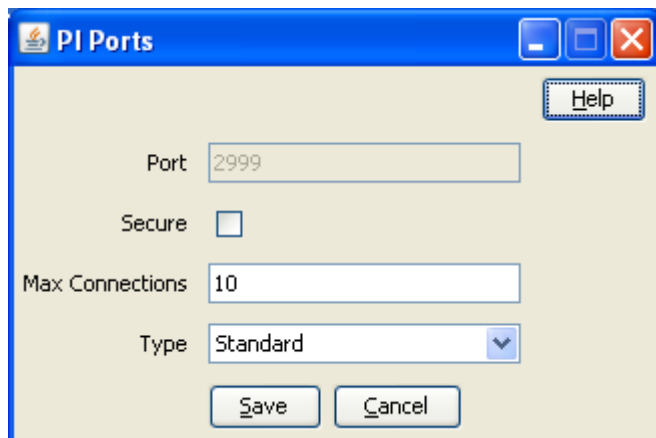 PI Ports
Help
Port 2999
Secure
Max Connections 10
Type Standard
Save Cancel